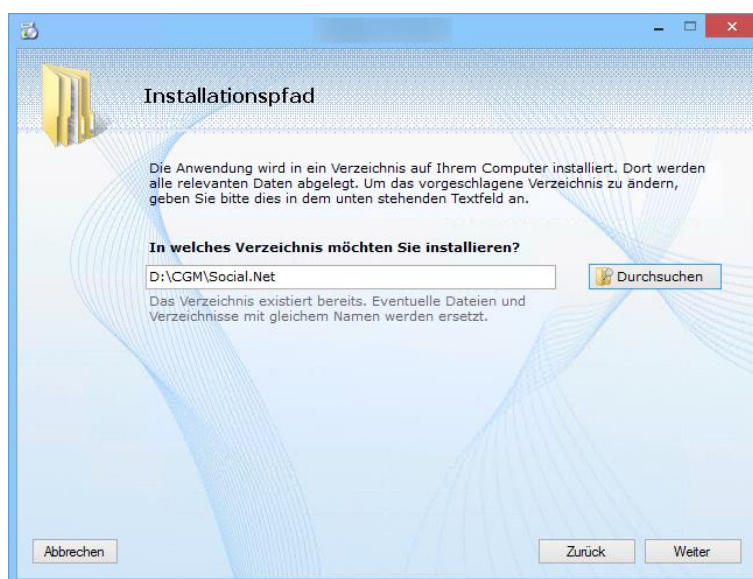 Installationspfad
Die Anwendung wird in ein Verzeichnis auf Ihrem Computer installiert. Dort werden
alle relevanten Daten abgelegt. Um das vorgeschlagene Verzeichnis zu ändern,
geben Sie bitte dies in dem unten stehenden Textfeld an.
In welches Verzeichnis möchten Sie installieren?
D:\CGM\Social.Net
Durchsuchen
Das Verzeichnis existiert bereits. Eventuelle Dateien und
Verzeichnisse mit gleichem Namen werden ersetzt.
Abbrechen
Zurück
Weiter